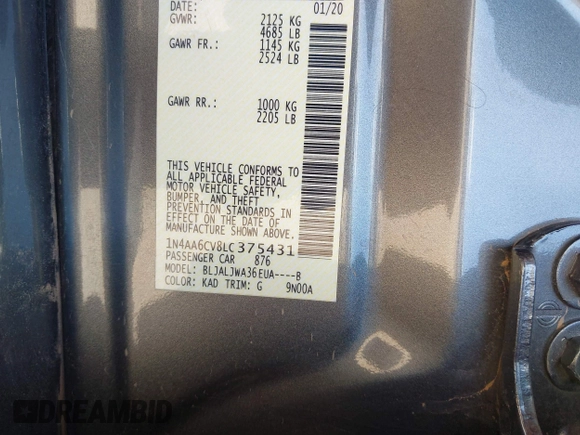 DATE: 01/20
GVWR: 2125 KG
4685 LB
GAWR FR.: 1145 KG
2524 LB
GAWR RR.: 1000 KG
2205 LB
THIS VEHICLE CONFORMS TO
ALL APPLICABLE FEDERAL
MOTOR VEHICLE SAFETY,
BUMPER, AND THEFT
PREVENTION STANDARDS IN
EFFECT ON THE DATE OF
MANUFACTURE SHOWN ABOVE.
1N4AA6CV8LC375431
PASSENGER CAR 876
MODEL: BLJALJWA36EUA----B
COLOR: KAD TRIM: G 9N00A
DREAMBID